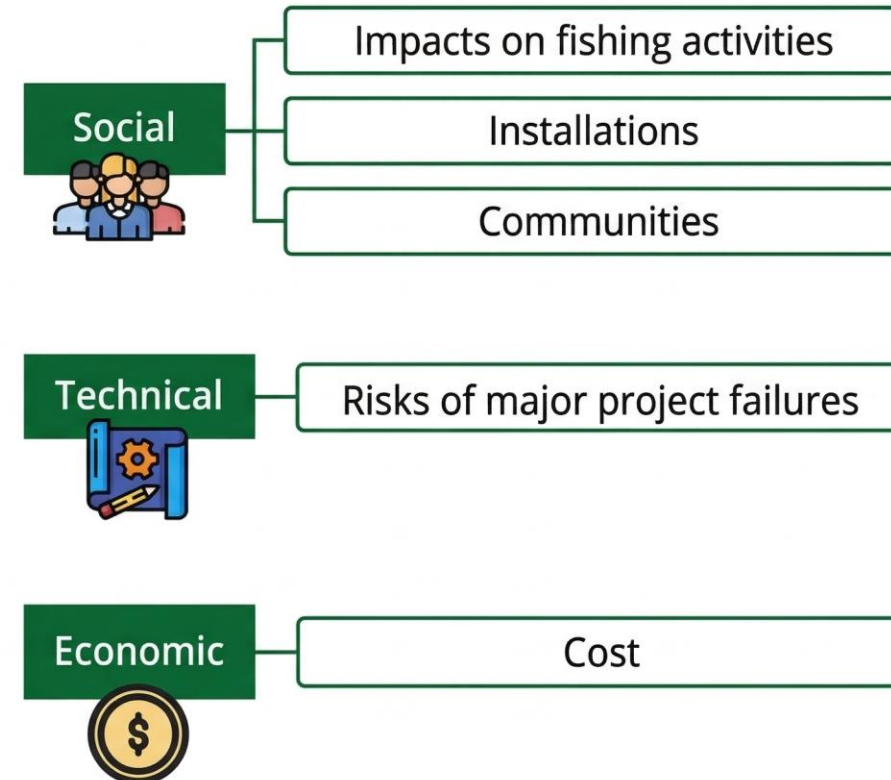 Social
Impacts on fishing activities
Installations
Communities
Technical
Risks of major project failures
Economic
Cost
$